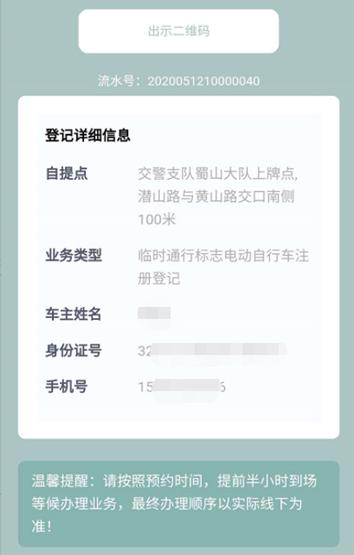 出示二维码
流水号：2020051210000040
登记详细信息
自提点
交警支队蜀山大队上牌点,
潜山路与黄山路交口南侧
100米
业务类型
临时通行标志电动自行车注
册登记
车主姓名
身份证号
32
手机号
15 6
温馨提醒：请按照预约时间，提前半小时到场
等候办理业务，最终办理顺序以实际线下为
准！